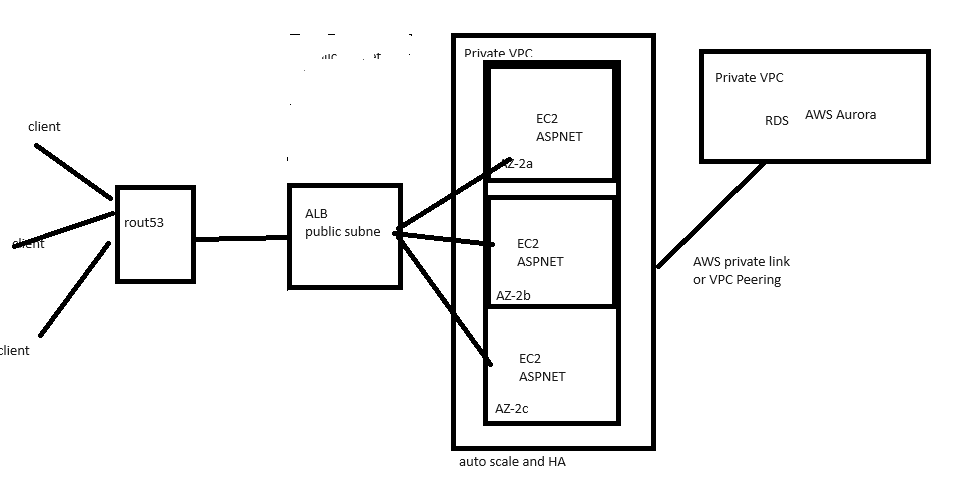 client
client
client
rout53
ALB
public subne
Private VPC
EC2
ASPNET
AZ-2a
EC2
ASPNET
AZ-2b
EC2
ASPNET
AZ-2c
auto scale and HA
Private VPC
RDS
AWS Aurora
AWS private link
or VPC Peering